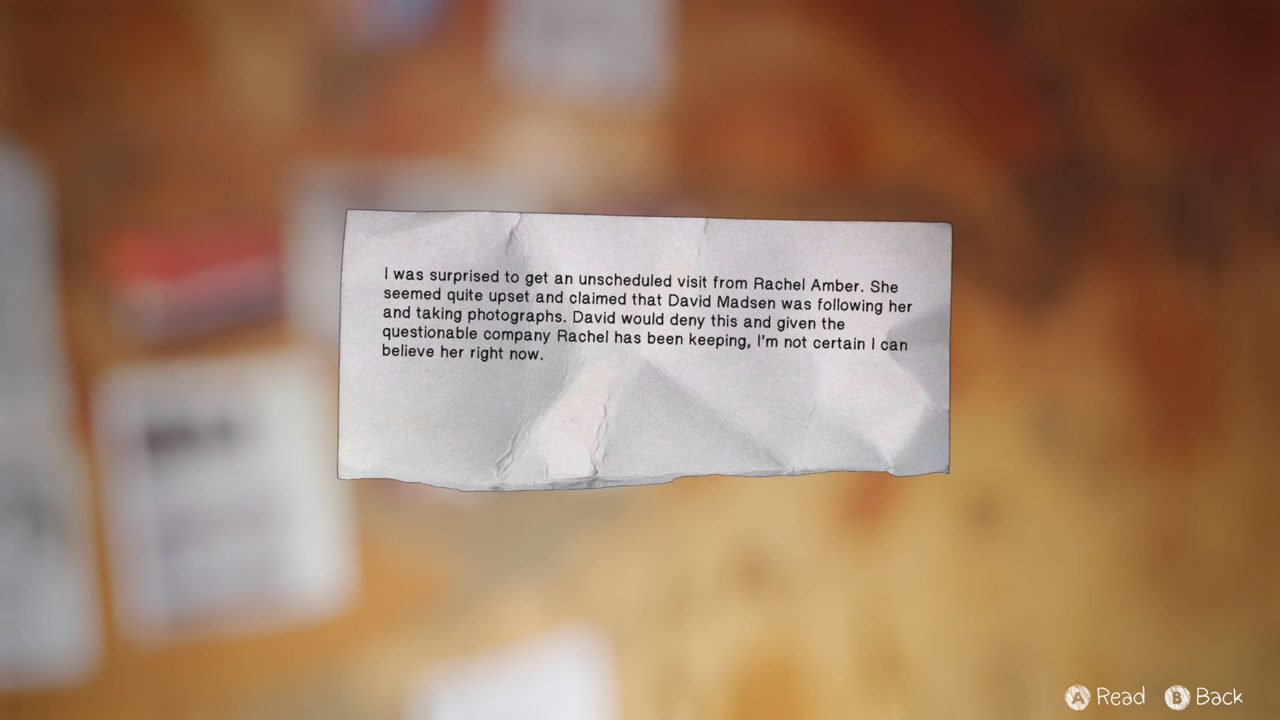 I was surprised to get an unscheduled visit from Rachel Amber. She
seemed quite upset and claimed that David Madsen was following her
and taking photographs. David would deny this and given the
questionable company Rachel has been keeping, I'm not certain I can
believe her right now.
A Read B Back